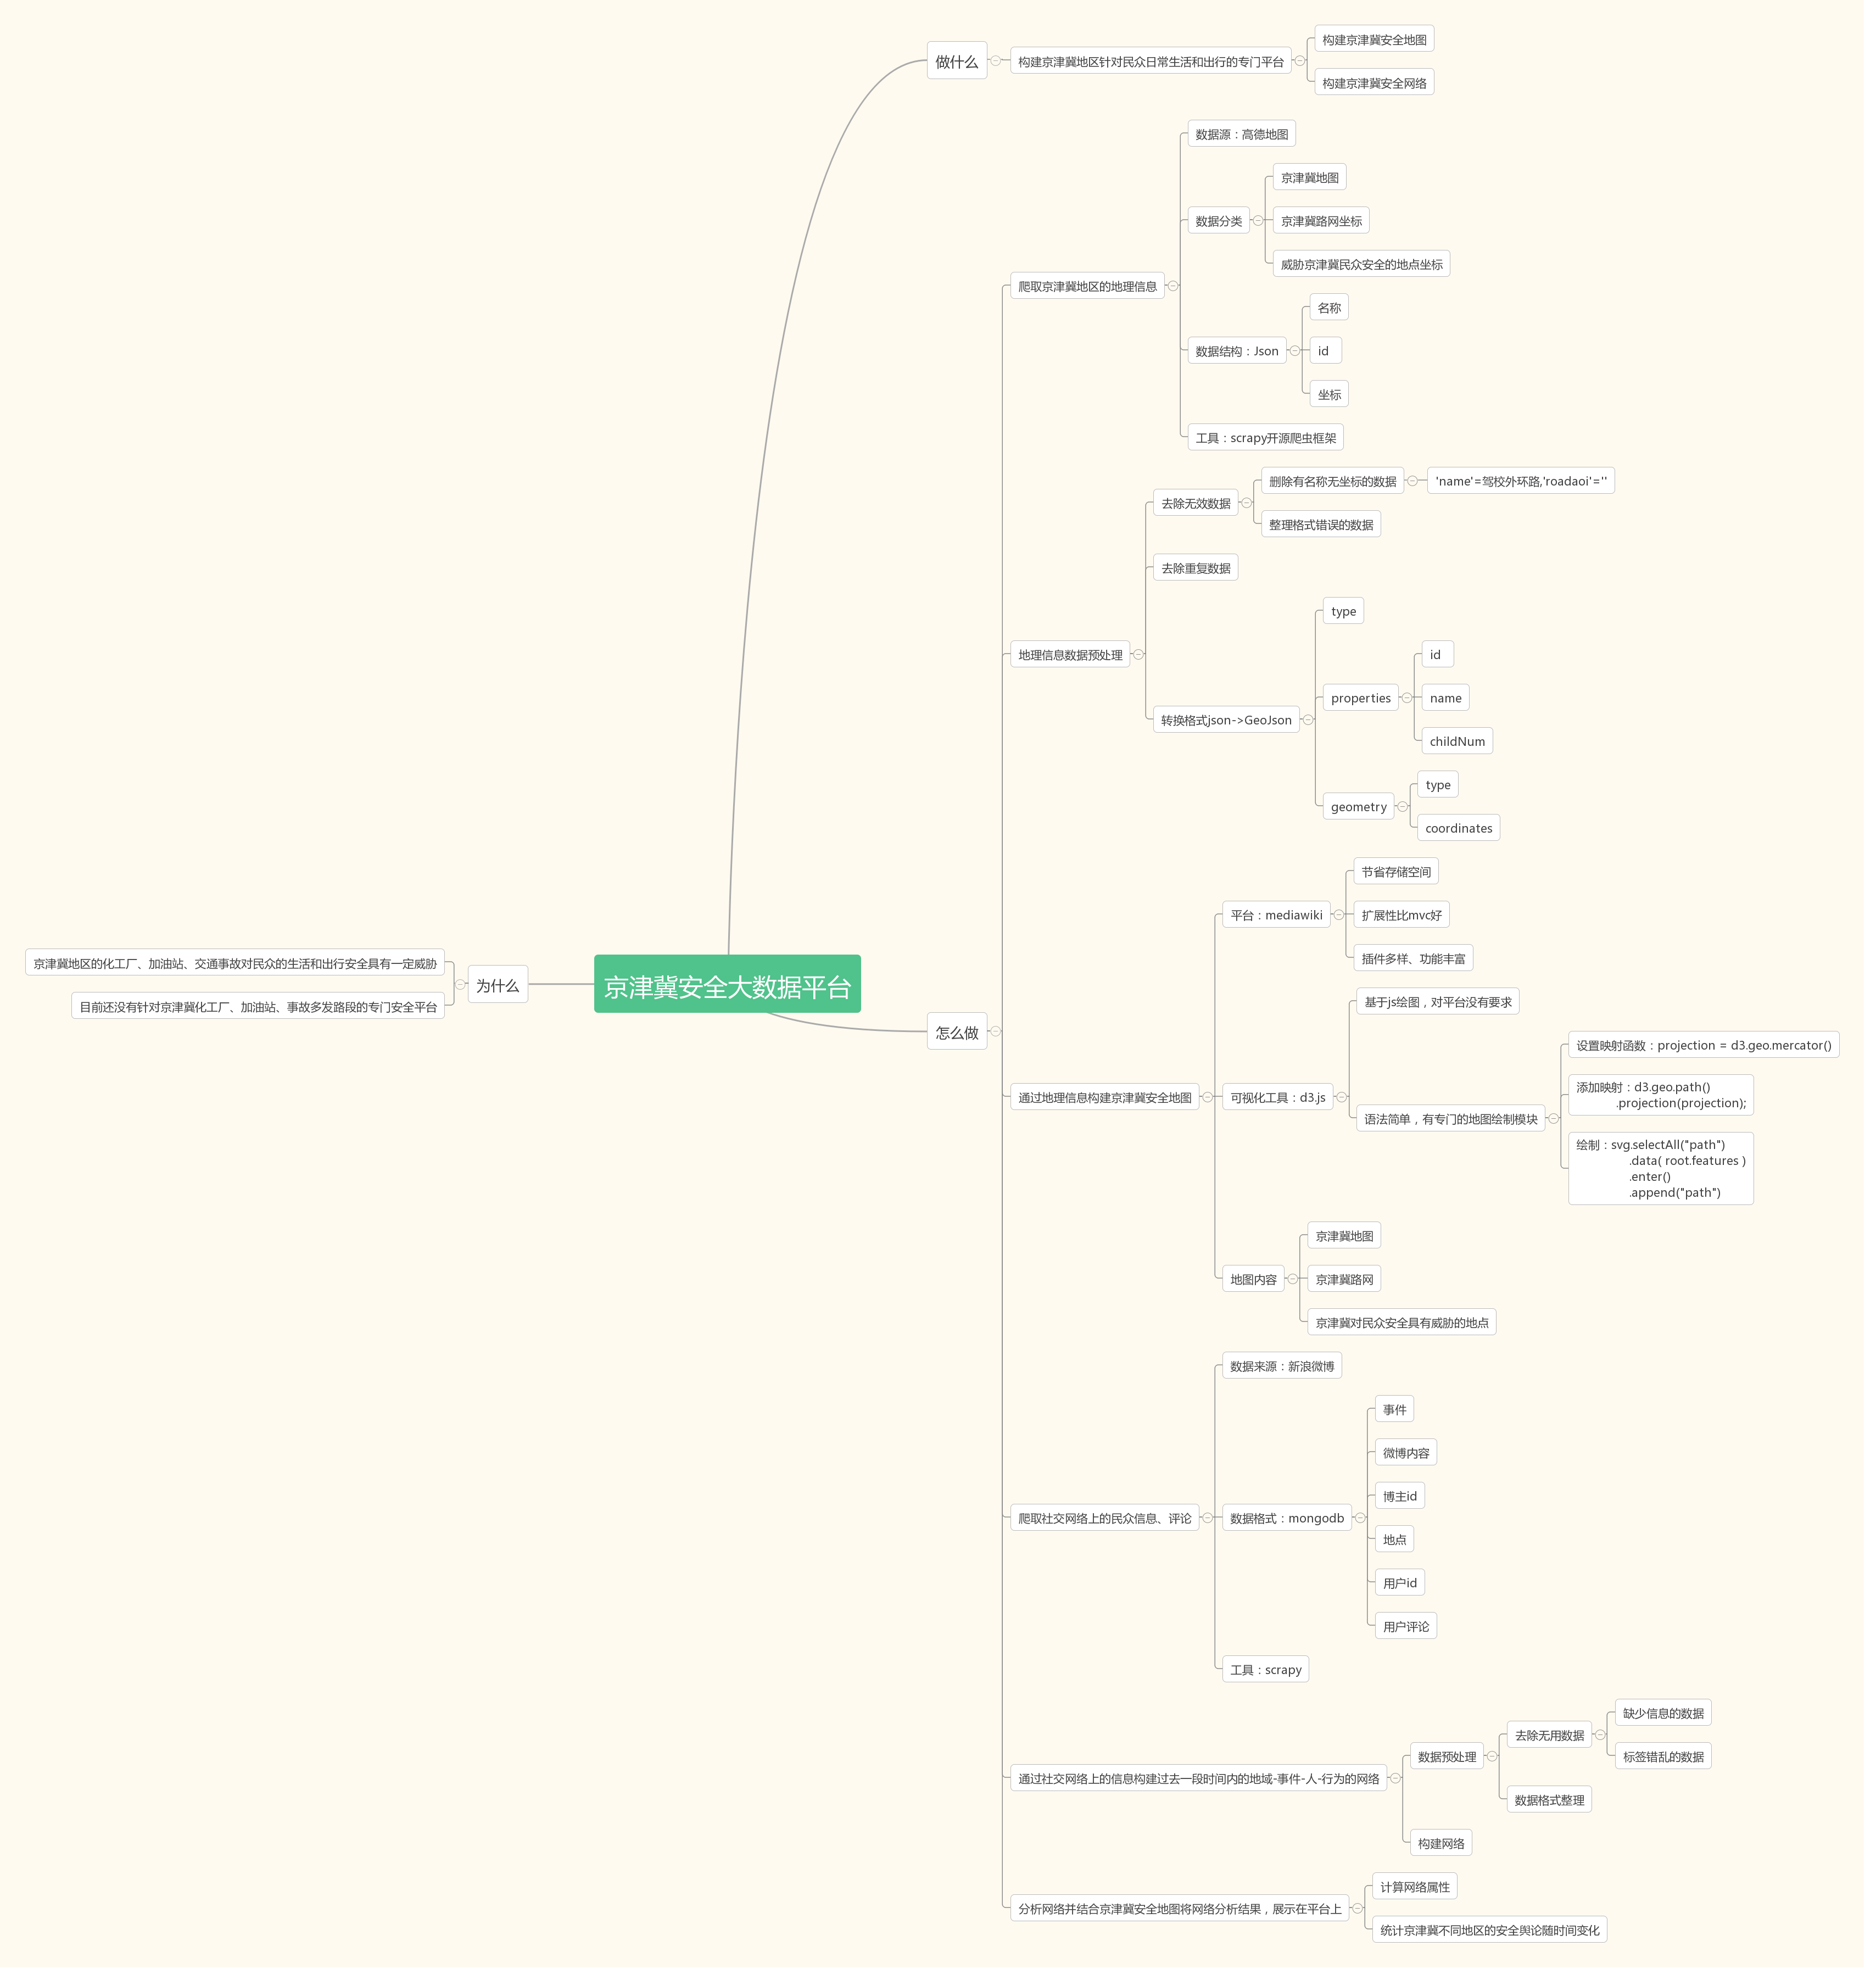 京津冀安全大数据平台
为什么
京津冀地区的化工厂、加油站、交通事故对民众的生活和出行安全具有一定威胁
目前还没有针对京津冀化工厂、加油站、事故多发路段的专门安全平台
做什么
构建京津冀地区针对民众日常生活和出行的专门平台
构建京津冀安全地图
构建京津冀安全网络
怎么做
爬取京津冀地区的地理信息
数据源：高德地图
数据分类
京津冀地图
京津冀路网坐标
威胁京津冀民众安全的地点坐标
数据结构：Json
名称
id
坐标
工具：scrapy开源爬虫框架
地理信息数据预处理
去除无效数据
删除有名称无坐标的数据
'name'=驾校外环路,'roadaoi'=''
整理格式错误的数据
去除重复数据
转换格式json->GeoJson
type
properties
id
name
childNum
geometry
type
coordinates
通过地理信息构建京津冀安全地图
平台：mediawiki
节省存储空间
扩展性比mvc好
插件多样、功能丰富
可视化工具：d3.js
基于js绘图，对平台没有要求
语法简单，有专门的地图绘制模块
设置映射函数：projection = d3.geo.mercator()
添加映射：d3.geo.path()
.projection(projection);
绘制：svg.selectAll("path")
.data( root.features )
.enter()
.append("path")
地图内容
京津冀地图
京津冀路网
京津冀对民众安全具有威胁的地点
爬取社交网络上的民众信息、评论
数据来源：新浪微博
数据格式：mongodb
事件
微博内容
博主id
地点
用户id
用户评论
工具：scrapy
通过社交网络上的信息构建过去一段时间内的地域-事件-人-行为的网络
数据预处理
去除无用数据
缺少信息的数据
标签错乱的数据
数据格式整理
构建网络
分析网络并结合京津冀安全地图将网络分析结果，展示在平台上
计算网络属性
统计京津冀不同地区的安全舆论随时间变化